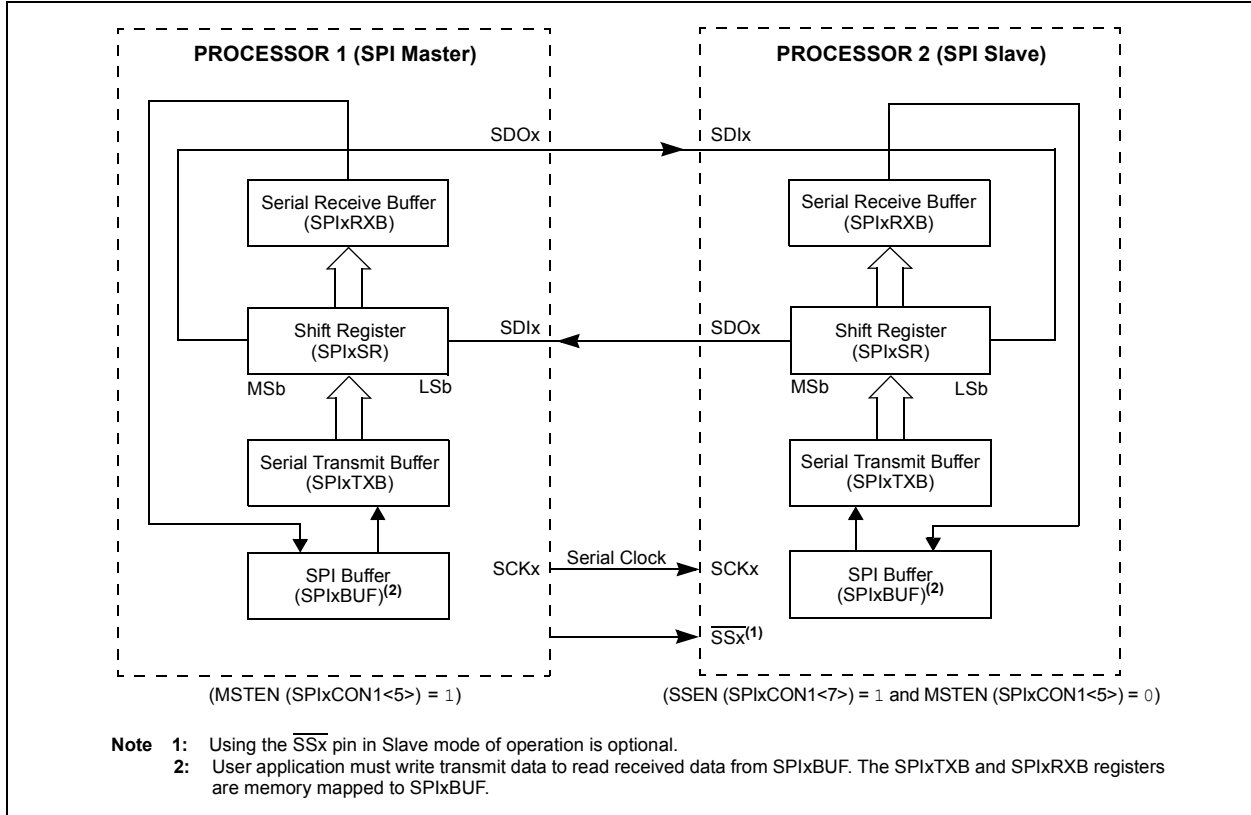 PROCESSOR 1 (SPI Master)
SDOx
Serial Receive Buffer
(SPIxRXB)
Shift Register
(SPIxSR)
SDIx
MSb
LSb
Serial Transmit Buffer
(SPIxTXB)
SPI Buffer
(SPIxBUF)(2)
SCKx
Serial Clock
(MSTEN (SPIxCON1<5>) = 1)
PROCESSOR 2 (SPI Slave)
SDIx
Serial Receive Buffer
(SPIxRXB)
SDOx
Shift Register
(SPIxSR)
MSb
LSb
Serial Transmit Buffer
(SPIxTXB)
SCKx
SPI Buffer
(SPIxBUF)(2)
SSx(1)
(SSEN (SPIxCON1<7>) = 1 and MSTEN (SPIxCON1<5>) = 0)
Note 1: Using the SSx pin in Slave mode of operation is optional.
2: User application must write transmit data to read received data from SPIxBUF. The SPIxTXB and SPIxRXB registers
are memory mapped to SPIxBUF.